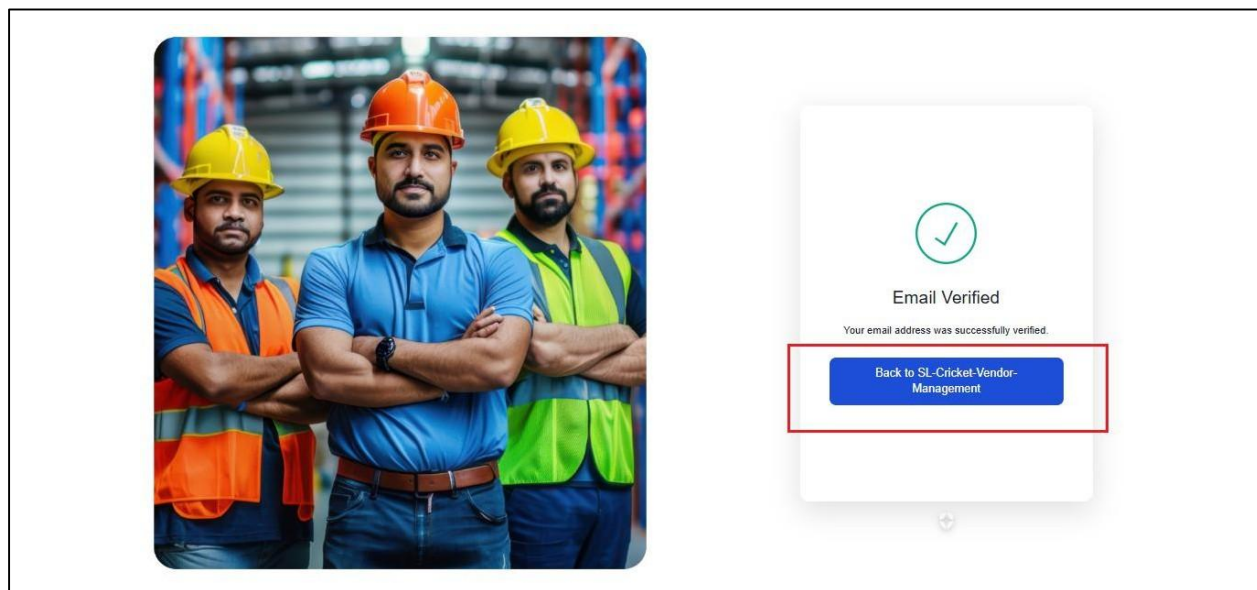 Email Verified
Your email address was successfully verified.
Back to SL-Cricket-Vendor-
Management